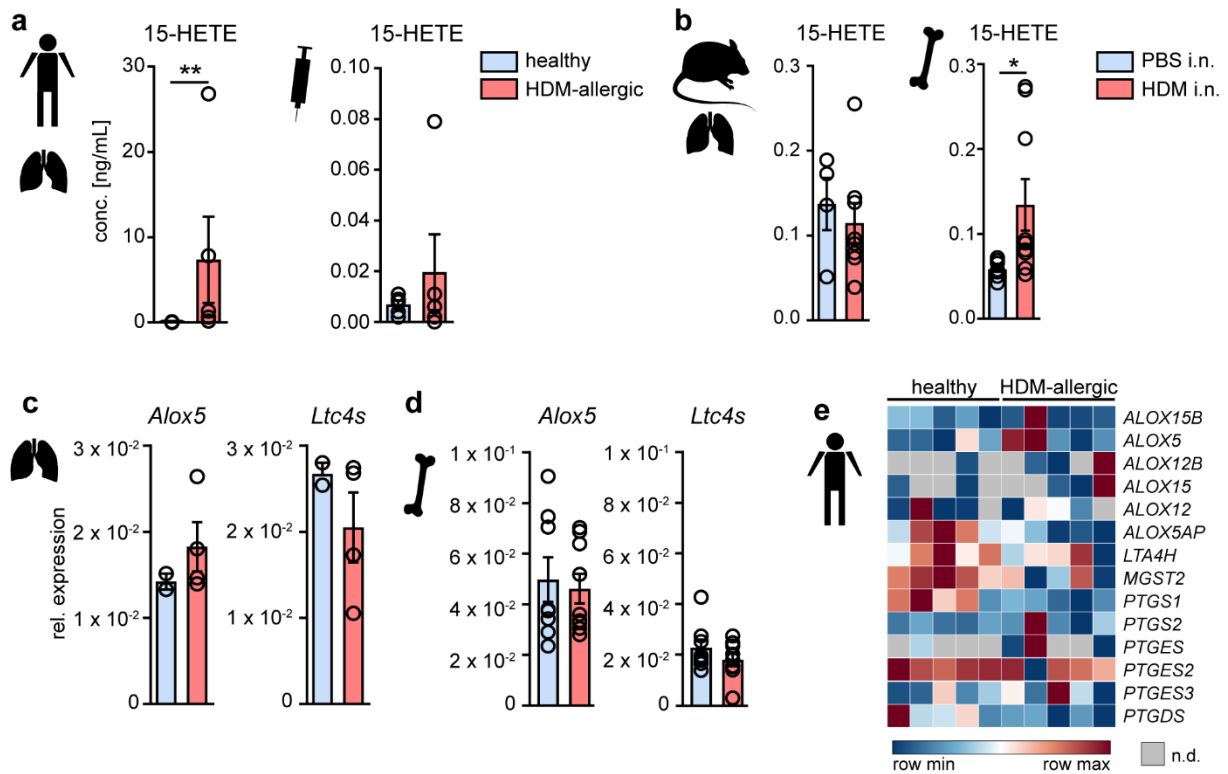 a
15-HETE
15-HETE
conc. [ng/mL]
30
20
10
0
**
0.10
0.08
0.06
0.04
0.02
0.00
healthy
HDM-allergic
b
15-HETE
15-HETE
0.3
0.2
0.1
0.0
0.3
0.2
0.1
0.0
*
PBS i.n.
HDM i.n.
c
Alox5
Ltc4s
rel. expression
3 x 10-2
2 x 10-2
1 x 10-2
0
3 x 10-2
2 x 10-2
1 x 10-2
0
d
Alox5
Ltc4s
1 x 10-1
8 x 10-2
6 x 10-2
4 x 10-2
2 x 10-2
0
1 x 10-1
8 x 10-2
6 x 10-2
4 x 10-2
2 x 10-2
0
e
healthy
HDM-allergic
ALOX15B
ALOX5
ALOX12B
ALOX15
ALOX12
ALOX5AP
LTA4H
MGST2
PTGS1
PTGS2
PTGES
PTGES2
PTGES3
PTGDS
row min
row max
n.d.